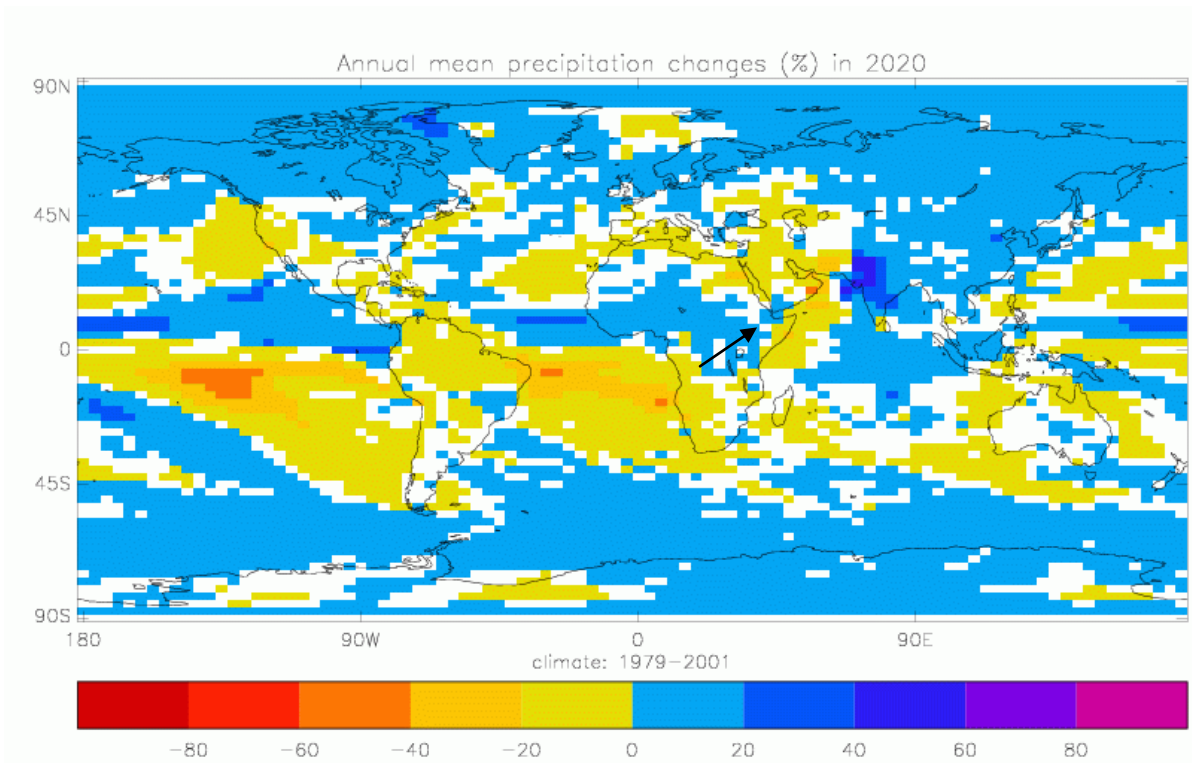 Annual mean precipitation changes (%) in 2020
90N
45N
0
45S
90S
180 90W 0 90E
climate: 1979−2001
−80 −60 −40 −20 0 20 40 60 80